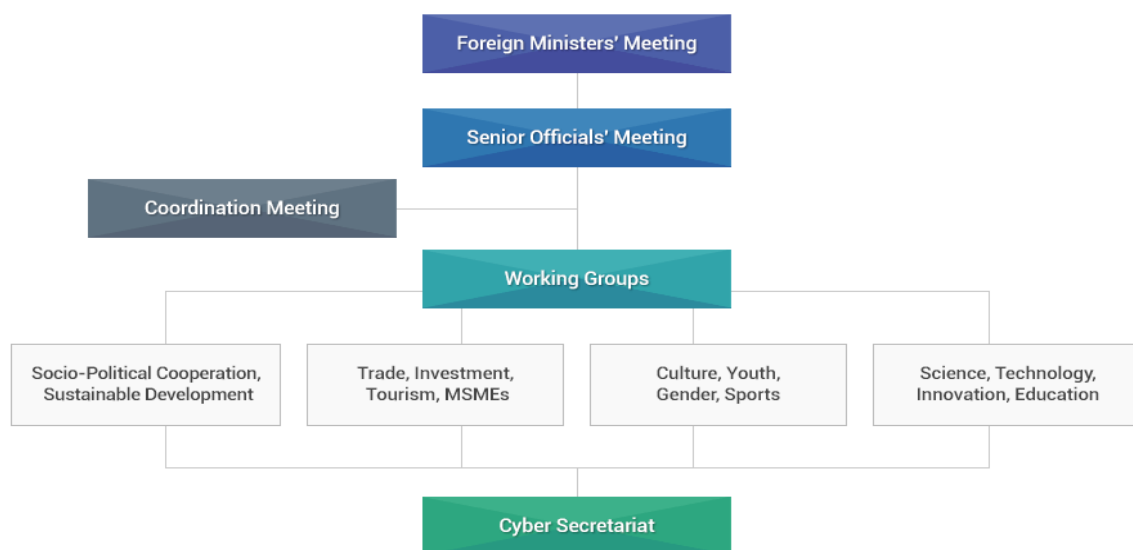 Foreign Ministers' Meeting
Senior Officials' Meeting
Coordination Meeting
Working Groups
Socio-Political Cooperation,
Sustainable Development
Trade, Investment,
Tourism, MSMEs
Culture, Youth,
Gender, Sports
Science, Technology,
Innovation, Education
Cyber Secretariat